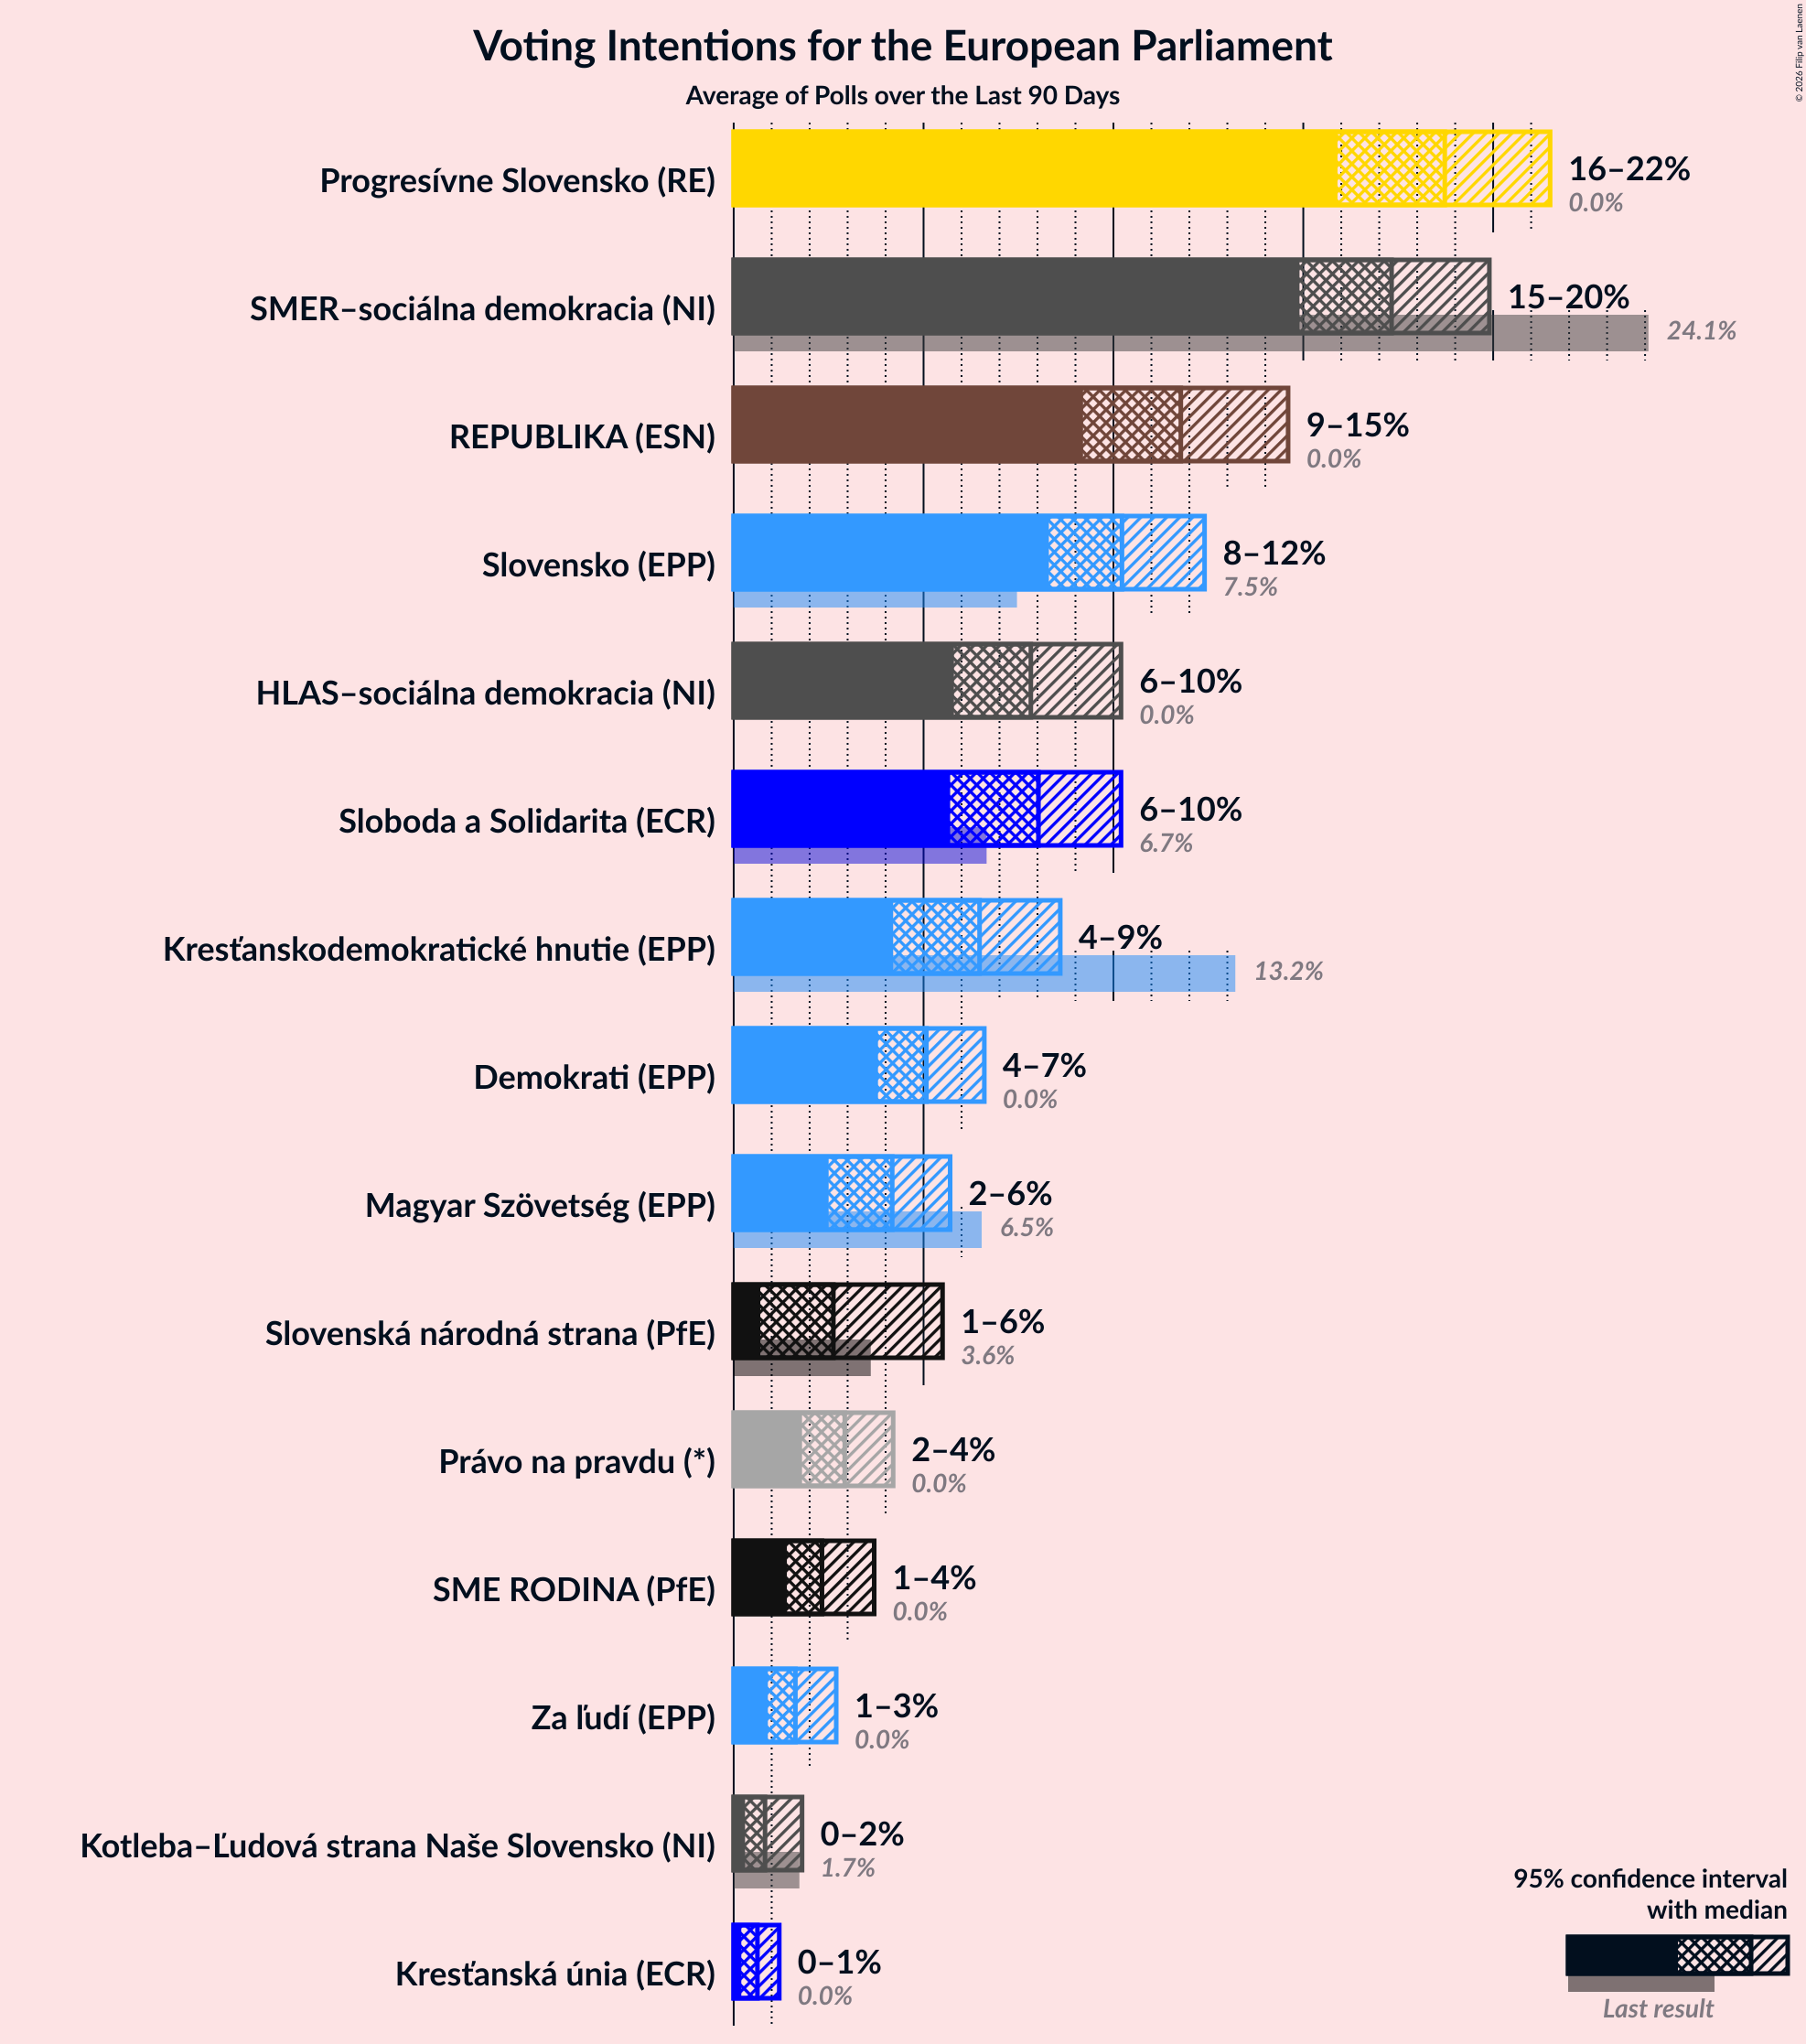 Voting Intentions for the European Parliament
Average of Polls over the Last 90 Days
© 2026 Filip van Laenen
Progresívne Slovensko (RE)
16–22%
0.0%
SMER–sociálna demokracia (NI)
15–20%
24.1%
REPUBLIKA (ESN)
9–15%
0.0%
Slovensko (EPP)
8–12%
7.5%
HLAS–sociálna demokracia (NI)
6–10%
0.0%
Sloboda a Solidarita (ECR)
6–10%
6.7%
Kresťanskodemokratické hnutie (EPP)
4–9%
13.2%
Demokrati (EPP)
4–7%
0.0%
Magyar Szövetség (EPP)
2–6%
6.5%
Slovenská národná strana (PfE)
1–6%
3.6%
Právo na pravdu (*)
2–4%
0.0%
SME RODINA (PfE)
1–4%
0.0%
Za ľudí (EPP)
1–3%
0.0%
Kotleba–Ľudová strana Naše Slovensko (NI)
0–2%
1.7%
Kresťanská únia (ECR)
0–1%
0.0%
95% confidence interval
with median
Last result